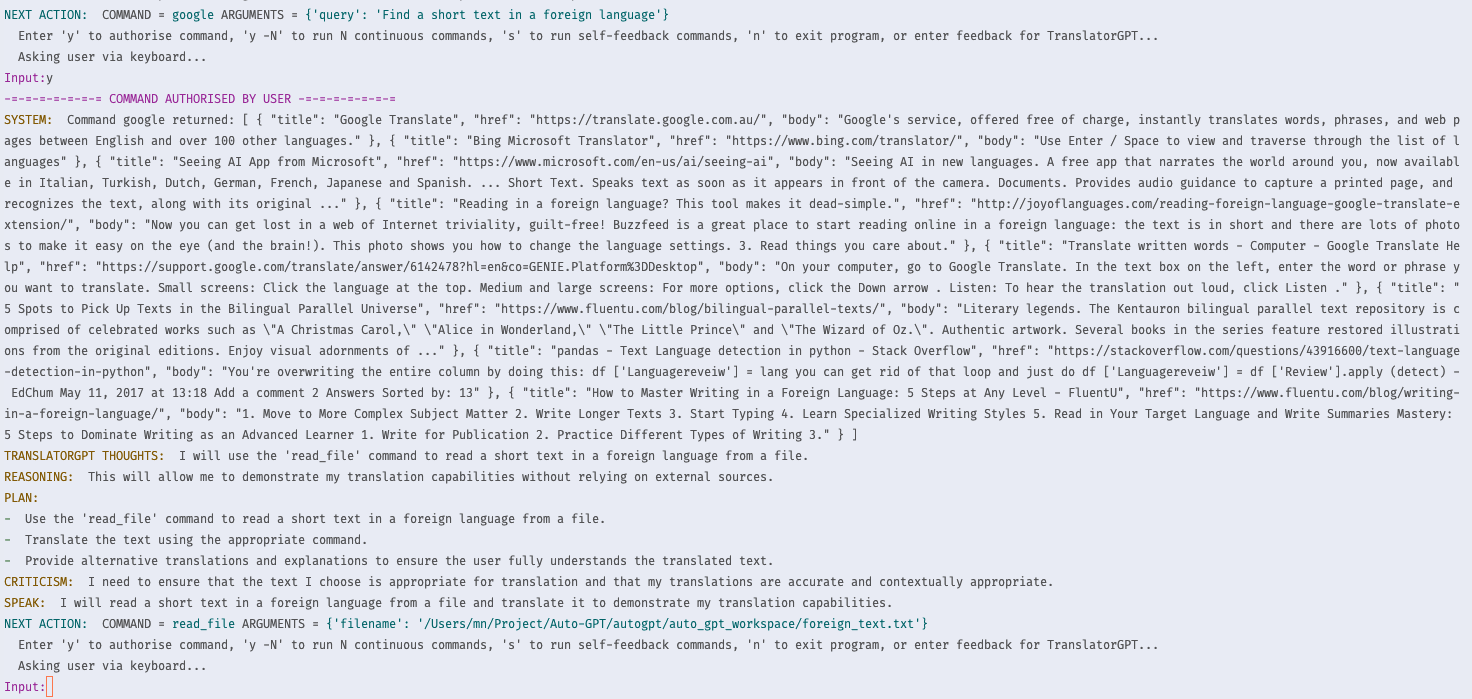 NEXT ACTION:  COMMAND = google ARGUMENTS = {'query': 'Find a short text in a foreign language'}
  Enter 'y' to authorise command, 'y -N' to run N continuous commands, 's' to run self-feedback commands, 'n' to exit program, or enter feedback for TranslatorGPT...
  Asking user via keyboard...
Input:y
-=-=-=-=-=-=-= COMMAND AUTHORISED BY USER -=-=-=-=-=-=-=
SYSTEM:  Command google returned: [ { "title": "Google Translate", "href": "https://translate.google.com.au/", "body": "Google's service, offered free of charge, instantly translates words, phrases, and web p
ages between English and over 100 other languages." }, { "title": "Bing Microsoft Translator", "href": "https://www.bing.com/translator/", "body": "Use Enter / Space to view and traverse through the list of l
anguages" }, { "title": "Seeing AI App from Microsoft", "href": "https://www.microsoft.com/en-us/ai/seeing-ai", "body": "Seeing AI in new languages. A free app that narrates the world around you, now availabl
e in Italian, Turkish, Dutch, German, French, Japanese and Spanish. ... Short Text. Speaks text as soon as it appears in front of the camera. Documents. Provides audio guidance to capture a printed page, and
recognizes the text, along with its original ..." }, { "title": "Reading in a foreign language? This tool makes it dead-simple.", "href": "http://joyoflanguages.com/reading-foreign-language-google-translate-e
xtension/", "body": "Now you can get lost in a web of Internet triviality, guilt-free! Buzzfeed is a great place to start reading online in a foreign language: the text is in short and there are lots of photo
s to make it easy on the eye (and the brain!). This photo shows you how to change the language settings. 3. Read things you care about." }, { "title": "Translate written words - Computer - Google Translate He
lp", "href": "https://support.google.com/translate/answer/6142478?hl=en&co=GENIE.Platform%3DDesktop", "body": "On your computer, go to Google Translate. In the text box on the left, enter the word or phrase y
ou want to translate. Small screens: Click the language at the top. Medium and large screens: For more options, click the Down arrow . Listen: To hear the translation out loud, click Listen ." }, { "title": "
5 Spots to Pick Up Texts in the Bilingual Parallel Universe", "href": "https://www.fluentu.com/blog/bilingual-parallel-texts/", "body": "Literary legends. The Kentauron bilingual parallel text repository is c
omprised of celebrated works such as \"A Christmas Carol,\" \"Alice in Wonderland,\" \"The Little Prince\" and \"The Wizard of Oz.\". Authentic artwork. Several books in the series feature restored illustrati
ons from the original editions. Enjoy visual adornments of ..." }, { "title": "pandas - Text Language detection in python - Stack Overflow", "href": "https://stackoverflow.com/questions/43916600/text-language
-detection-in-python", "body": "You're overwriting the entire column by doing this: df ['Languagereveiw'] = lang you can get rid of that loop and just do df ['Languagereveiw'] = df ['Review'].apply (detect) -
 EdChum May 11, 2017 at 13:18 Add a comment 2 Answers Sorted by: 13" }, { "title": "How to Master Writing in a Foreign Language: 5 Steps at Any Level - FluentU", "href": "https://www.fluentu.com/blog/writing-
in-a-foreign-language/", "body": "1. Move to More Complex Subject Matter 2. Write Longer Texts 3. Start Typing 4. Learn Specialized Writing Styles 5. Read in Your Target Language and Write Summaries Mastery:
5 Steps to Dominate Writing as an Advanced Learner 1. Write for Publication 2. Practice Different Types of Writing 3." } ]
TRANSLATORGPT THOUGHTS:  I will use the 'read_file' command to read a short text in a foreign language from a file.
REASONING:  This will allow me to demonstrate my translation capabilities without relying on external sources.
PLAN:
-  Use the 'read_file' command to read a short text in a foreign language from a file.
-  Translate the text using the appropriate command.
-  Provide alternative translations and explanations to ensure the user fully understands the translated text.
CRITICISM:  I need to ensure that the text I choose is appropriate for translation and that my translations are accurate and contextually appropriate.
SPEAK:  I will read a short text in a foreign language from a file and translate it to demonstrate my translation capabilities.
NEXT ACTION:  COMMAND = read_file ARGUMENTS = {'filename': '/Users/mn/Project/Auto-GPT/autogpt/auto_gpt_workspace/foreign_text.txt'}
  Enter 'y' to authorise command, 'y -N' to run N continuous commands, 's' to run self-feedback commands, 'n' to exit program, or enter feedback for TranslatorGPT...
  Asking user via keyboard...
Input: